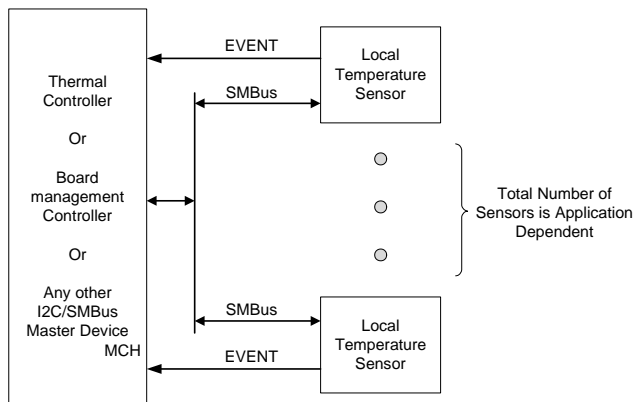 EVENT
Local
Temperature
Sensor
SMBus
Thermal
Controller
Or
Board
management
Controller
Or
Any other
I2C/SMBus
Master Device
MCH
Total Number of
Sensors is Application
Dependent
SMBus
EVENT
Local
Temperature
Sensor